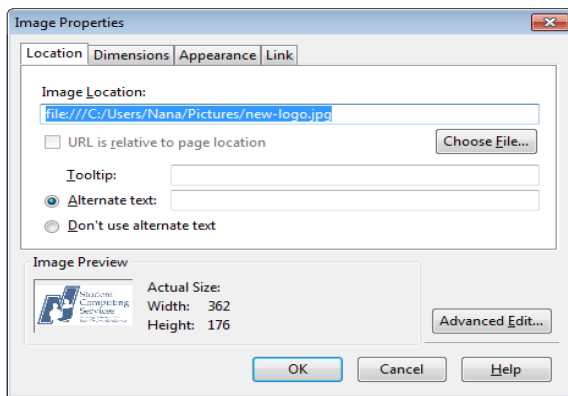 Image Properties
Location Dimensions Appearance Link
Image Location:
file:///C:/Users/Nana/Pictures/new-logo.jpg
URL is relative to page location
Choose File...
Tooltip:
Alternate text:
Don't use alternate text
Image Preview
Student
Computing
Services
Actual Size:
Width: 362
Height: 176
Advanced Edit...
OK Cancel Help